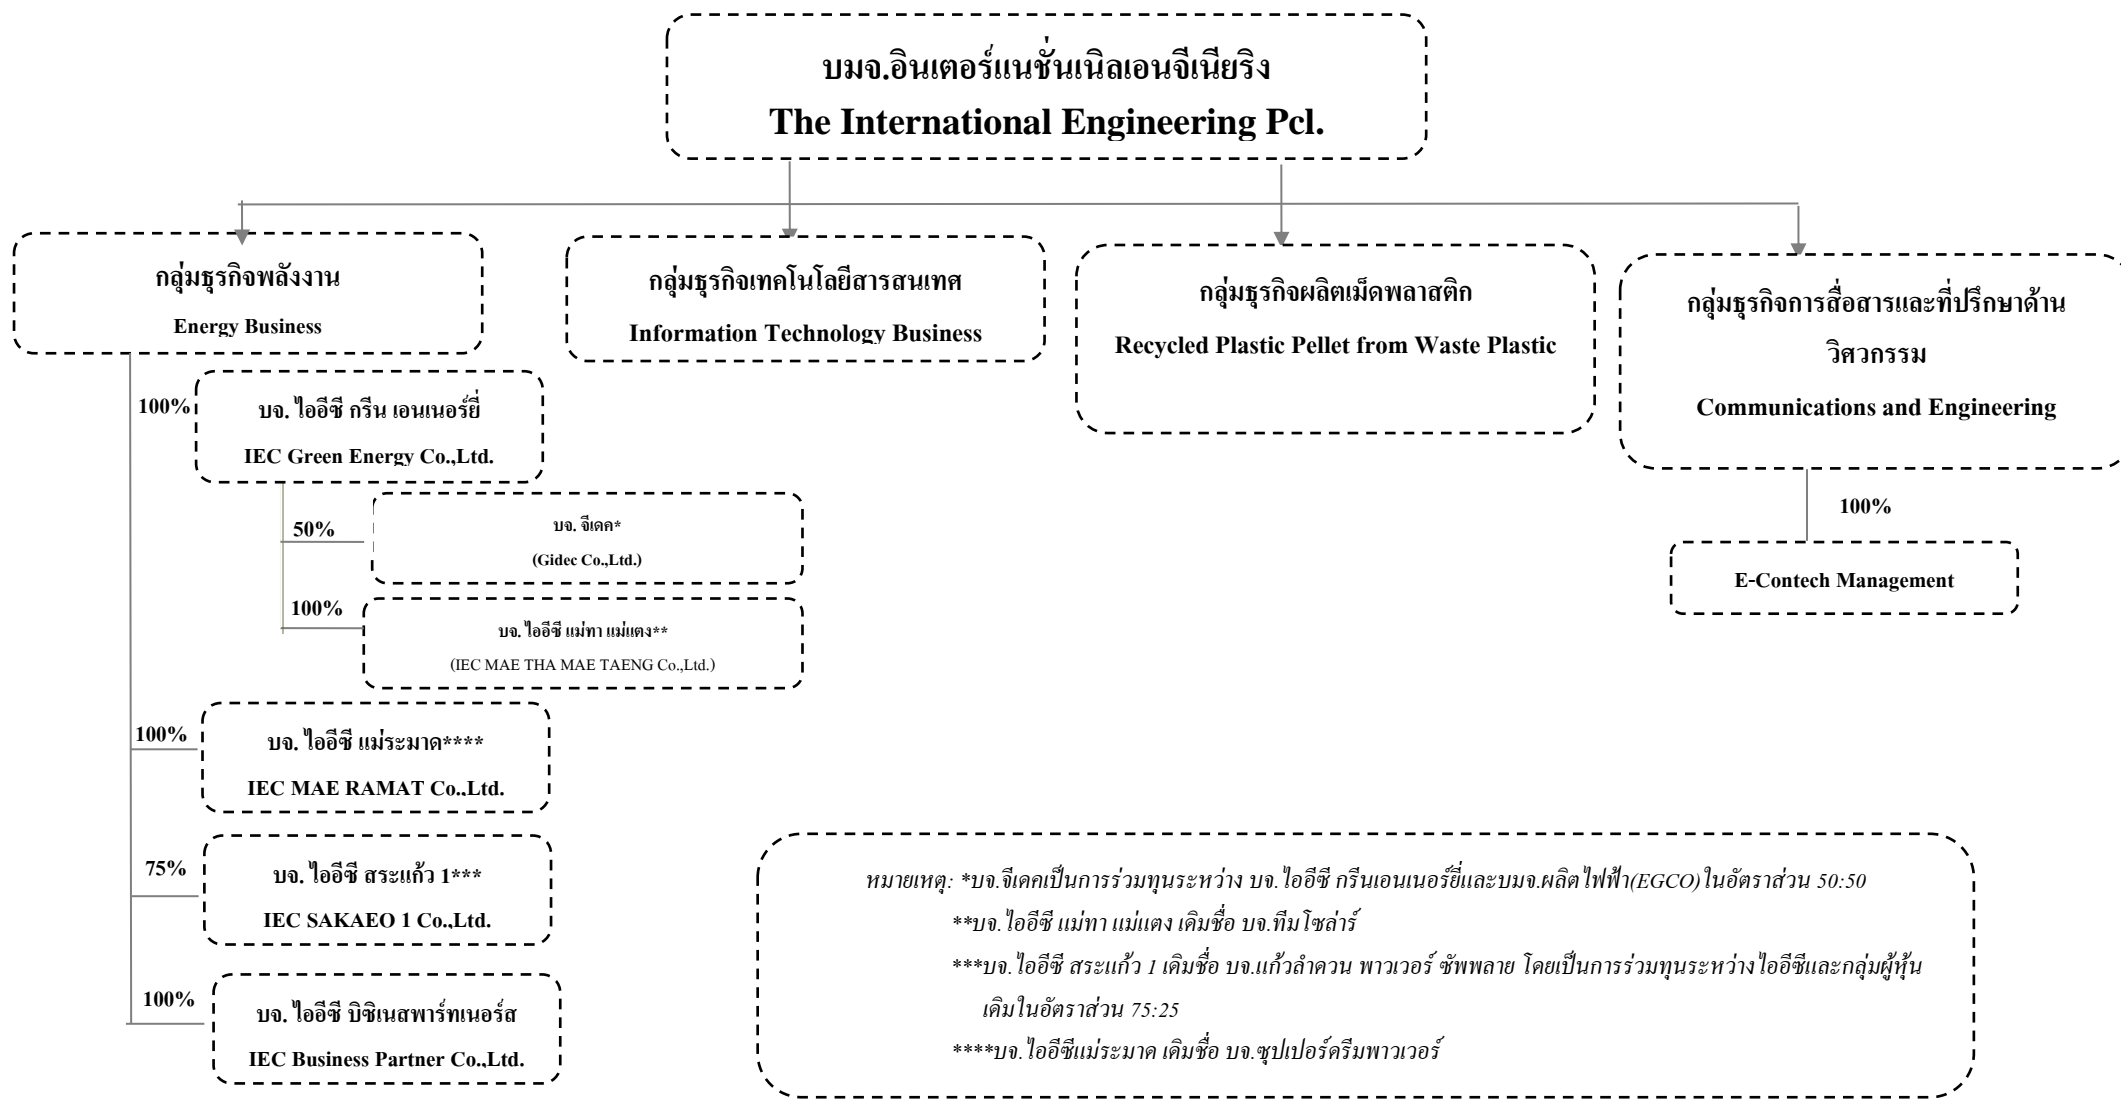 บมจ.อินเตอร์แนชั่นเนิลเอนจีเนียริง
The International Engineering Pcl.
กลุ่มธุรกิจพลังงาน
Energy Business
กลุ่มธุรกิจเทคโนโลยีสารสนเทศ
Information Technology Business
กลุ่มธุรกิจผลิตเม็ดพลาสติก
Recycled Plastic Pellet from Waste Plastic
กลุ่มธุรกิจการสื่อสารและที่ปรึกษาด้าน
วิศวกรรม
Communications and Engineering
100%
บจ. ไออีซี กรีน เอนเนอร์ยี่
IEC Green Energy Co.,Ltd.
50%
บจ. จีเดค*
(Gidec Co.,Ltd.)
100%
บจ. ไออีซี แม่ทา แม่แตง**
(IEC MAE THA MAE TAENG Co.,Ltd.)
100%
E-Contech Management
100%
บจ. ไออีซี แม่ระมาด****
IEC MAE RAMAT Co.,Ltd.
75%
บจ. ไออีซี สระแก้ว 1***
IEC SAKAEO 1 Co.,Ltd.
100%
บจ. ไออีซี บิซิเนสพาร์ทเนอร์ส
IEC Business Partner Co.,Ltd.
หมายเหตุ: *บจ.จีเดคเป็นการร่วมทุนระหว่าง บจ.ไออีซี กรีนเอนเนอร์ยี่และบมจ.ผลิตไฟฟ้า(EGCO) ในอัตราส่วน 50:50
**บจ.ไออีซี แม่ทา แม่แตง เดิมชื่อ บจ.ทีมโซล่าร์
***บจ.ไออีซี สระแก้ว 1 เดิมชื่อ บจ.แก้วลำดวน พาวเวอร์ ซัพพลาย โดยเป็นการร่วมทุนระหว่างไออีซีและกลุ่มผู้หุ้น
เดิมในอัตราส่วน 75:25
****บจ.ไออีซีแม่ระมาด เดิมชื่อ บจ.ซุปเปอร์ครีมพาวเวอร์